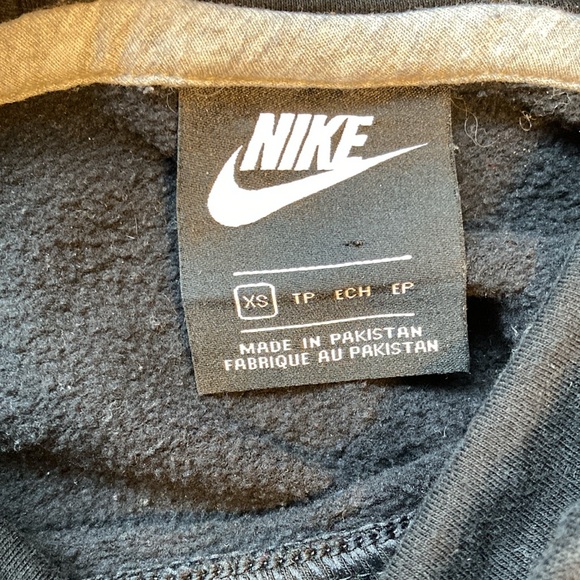 NIKE
XS TP ECH EP
MADE IN PAKISTAN
FABRIQUE AU PAKISTAN